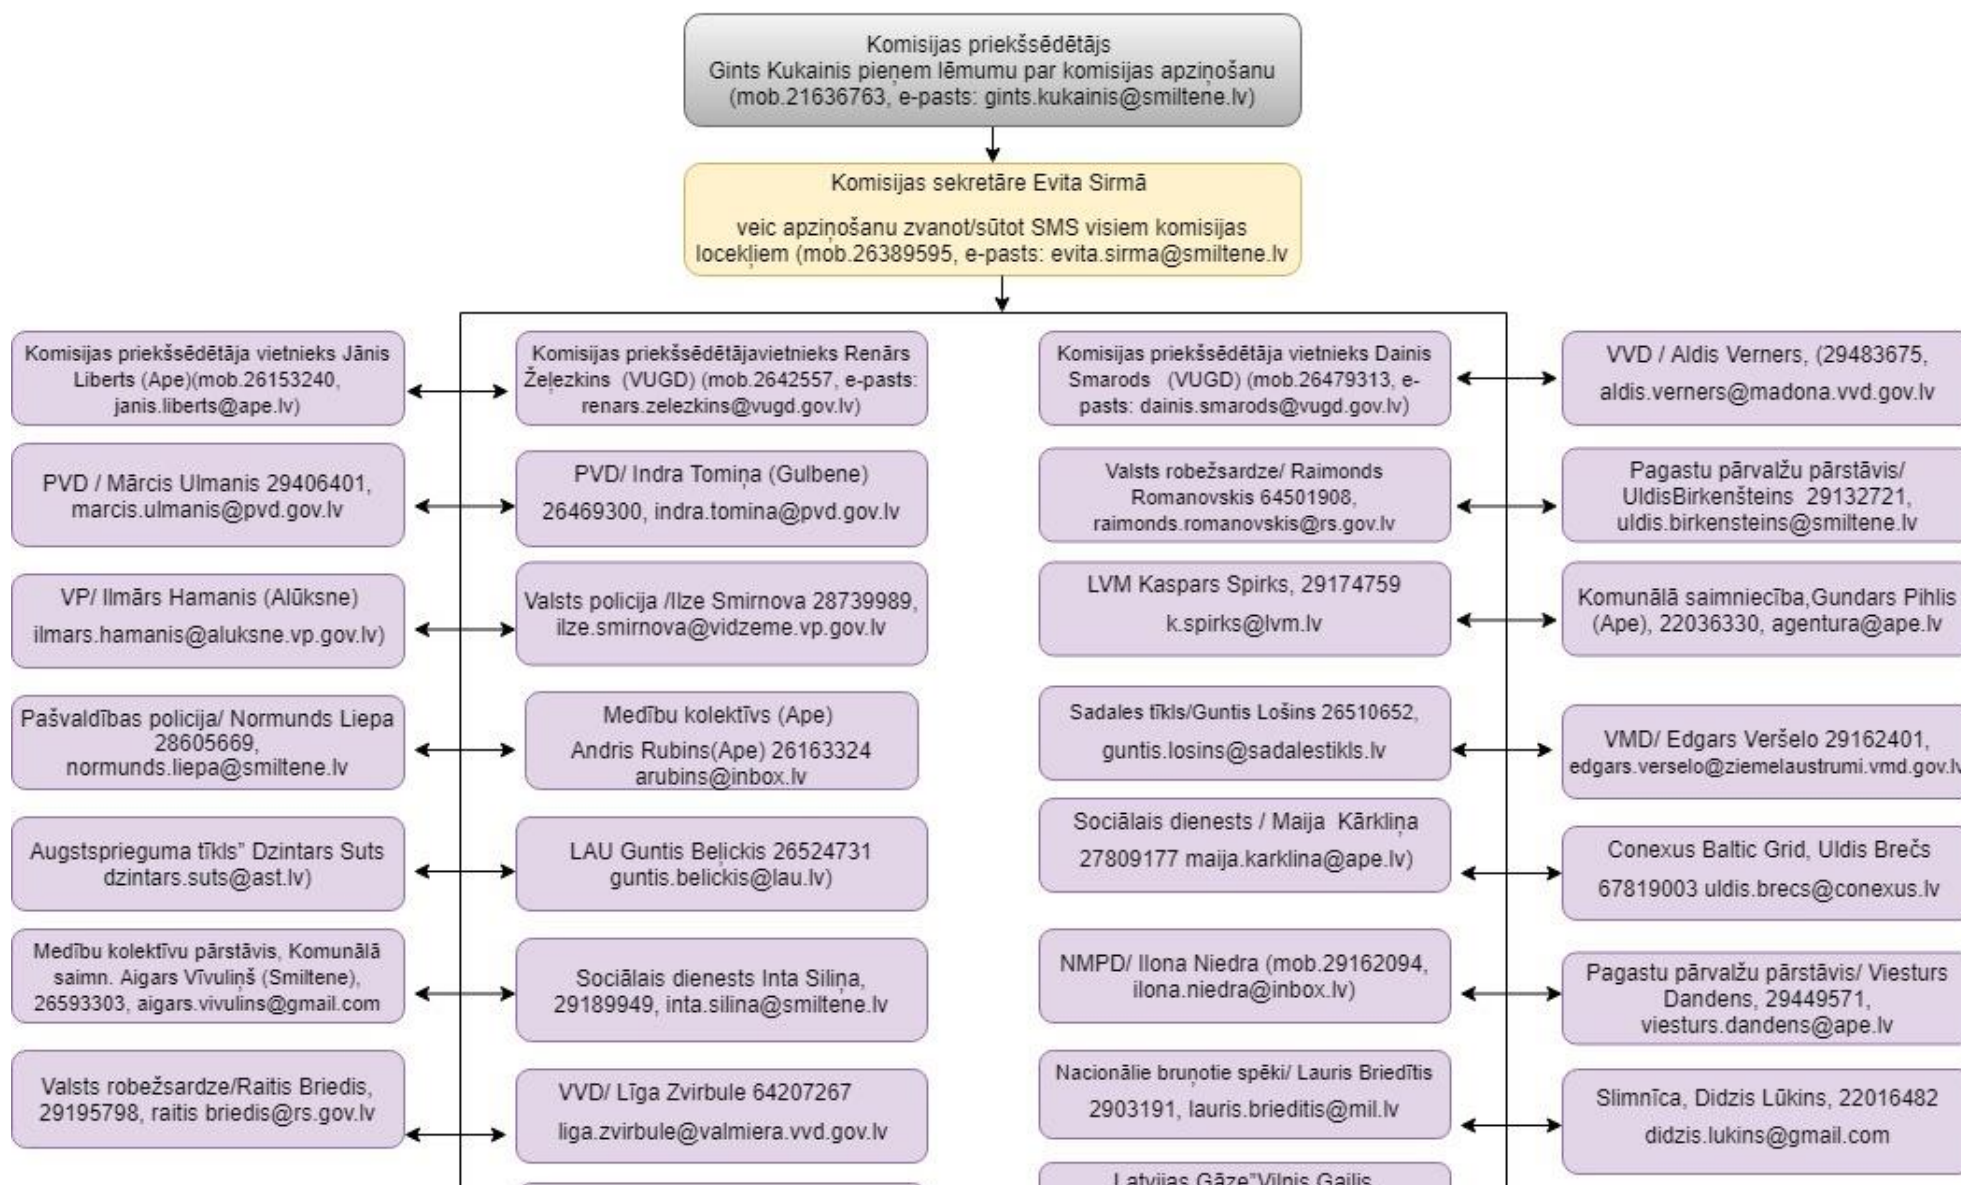 Komisijas priekšsēdētājs
Gints Kukainis pieņem lēmumu par komisijas apziņošanu
(mob.21636763, e-pasts: gints.kukainis@smiltene.lv)
Komisijas sekretāre Evita Sirmā
veic apziņošanu zvanot/sūtot SMS visiem komisijas
locekļiem (mob.26389595, e-pasts: evita.sirma@smiltene.lv
Komisijas priekšsēdētāja vietnieks Jānis
Liberts (Ape)(mob.26153240,
janis.liberts@ape.lv)
Komisijas priekšsēdētājavietnieks Renārs
Žeļezkins (VUGD) (mob.2642557, e-pasts:
renars.zelezkins@vugd.gov.lv)
Komisijas priekšsēdētāja vietnieks Dainis
Smarods (VUGD) (mob.26479313, e-
pasts: dainis.smarods@vugd.gov.lv)
VVD / Aldis Verners, (29483675,
aldis.verners@madona.vvd.gov.lv
PVD / Mārcis Ulmanis 29406401,
marcis.ulmanis@pvd.gov.lv
PVD/ Indra Tomiņa (Gulbene)
26469300, indra.tomina@pvd.gov.lv
Valsts robežsardze/ Raimonds
Romanovskis 64501908,
raimonds.romanovskis@rs.gov.lv
Pagastu pārvalžu pārstāvis/
UldisBirkenšteins 29132721,
uldis.birkensteins@smiltene.lv
VP/ Ilmārs Hamanis (Alūksne)
ilmars.hamanis@aluksne.vp.gov.lv)
Valsts policija /Ilze Smirnova 28739989,
ilze.smirnova@vidzeme.vp.gov.lv
LVM Kaspars Spirks, 29174759
k.spirks@lvm.lv
Komunālā saimniecība,Gundars Pihlis
(Ape), 22036330, agentura@ape.lv
Pašvaldības policija/ Normunds Liepa
28605669,
normunds.liepa@smiltene.lv
Medību kolektīvs (Ape)
Andris Rubins(Ape) 26163324
arubins@inbox.lv
Sadales tīkls/Guntis Lošins 26510652,
guntis.losins@sadalestikls.lv
VMD/ Edgars Veršelo 29162401,
edgars.verselo@ziemelaustrumi.vmd.gov.lv
Augstsprieguma tīkls" Dzintars Suts
dzintars.suts@ast.lv)
LAU Guntis Beļickis 26524731
guntis.belickis@lau.lv)
Sociālais dienests / Maija Kārkliņa
27809177 maija.karklina@ape.lv)
Conexus Baltic Grid, Uldis Brečs
67819003 uldis.brecs@conexus.lv
Medību kolektīvu pārstāvis, Komunālā
saimn. Aigars Vīvuliņš (Smiltene),
26593303, aigars.vivulins@gmail.com
Sociālais dienests Inta Siliņa,
29189949, inta.silina@smiltene.lv
NMPD/ Ilona Niedra (mob.29162094,
ilona.niedra@inbox.lv)
Pagastu pārvalžu pārstāvis/ Viesturs
Dandens, 29449571,
viesturs.dandens@ape.lv
Valsts robežsardze/Raitis Briedis,
29195798, raitis briedis@rs.gov.lv
VVD/ Līga Zvirbule 64207267
liga.zvirbule@valmiera.vvd.gov.lv
Nacionālie bruņotie spēki/ Lauris Briedītis
2903191, lauris.brieditis@mil.lv
Slimnīca, Didzis Lūkins, 22016482
didzis.lukins@gmail.com
Latvijas Gāze"Vilnis Gailis